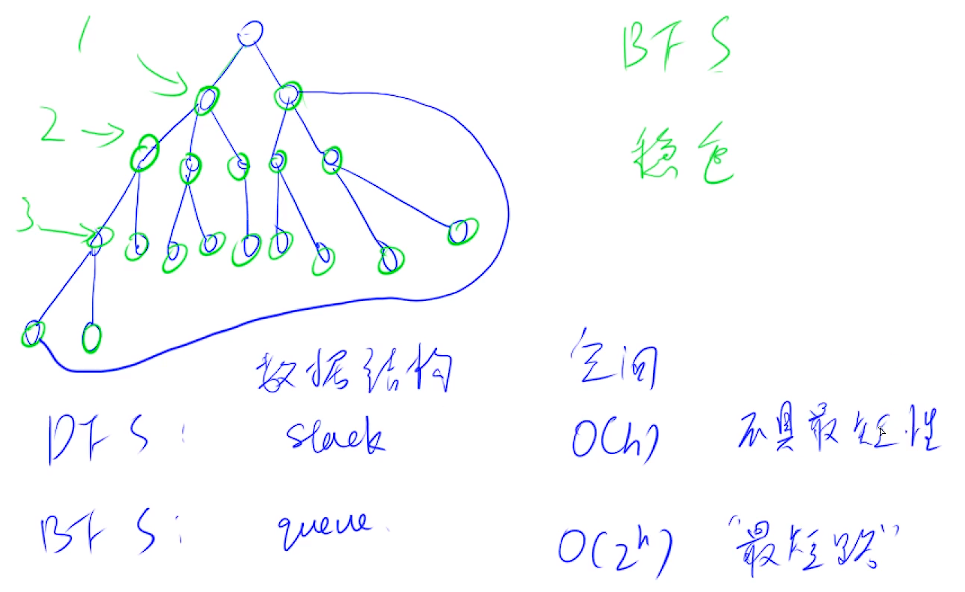 1
BFS
2
稳重
3
数据结构 空间
DFS: stack O(h) 不具最短性
BFS: queue. O(2^h) "最短路"